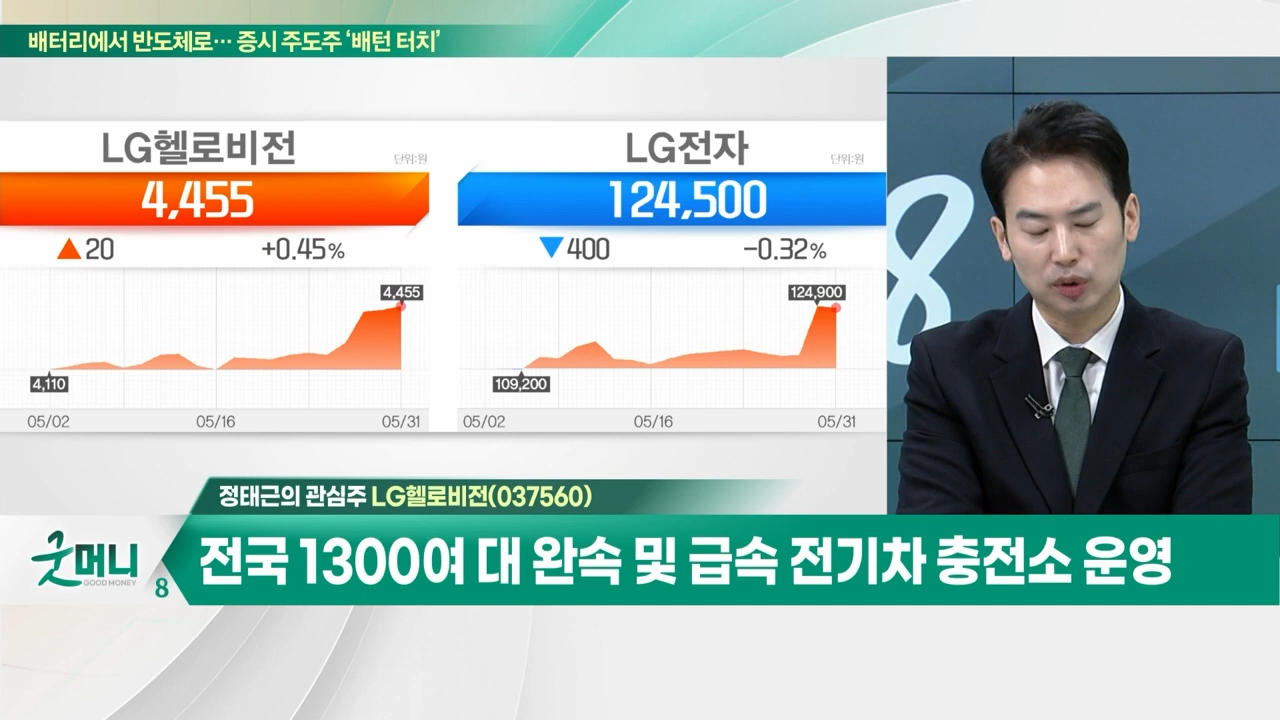 배터리에서 반도체로… 증시 주도주 ‘배턴 터치’
LG헬로비전
단위:원
4,455
▲20 +0.45%
4,455
4,110
05/02 05/16 05/31
LG전자
단위:원
124,500
▼400 -0.32%
124,900
109,200
05/02 05/16 05/31
8
정태근의 관심주 LG헬로비전(037560)
굿머니
GOOD MONEY
8
전국 1300여 대 완속 및 급속 전기차 충전소 운영